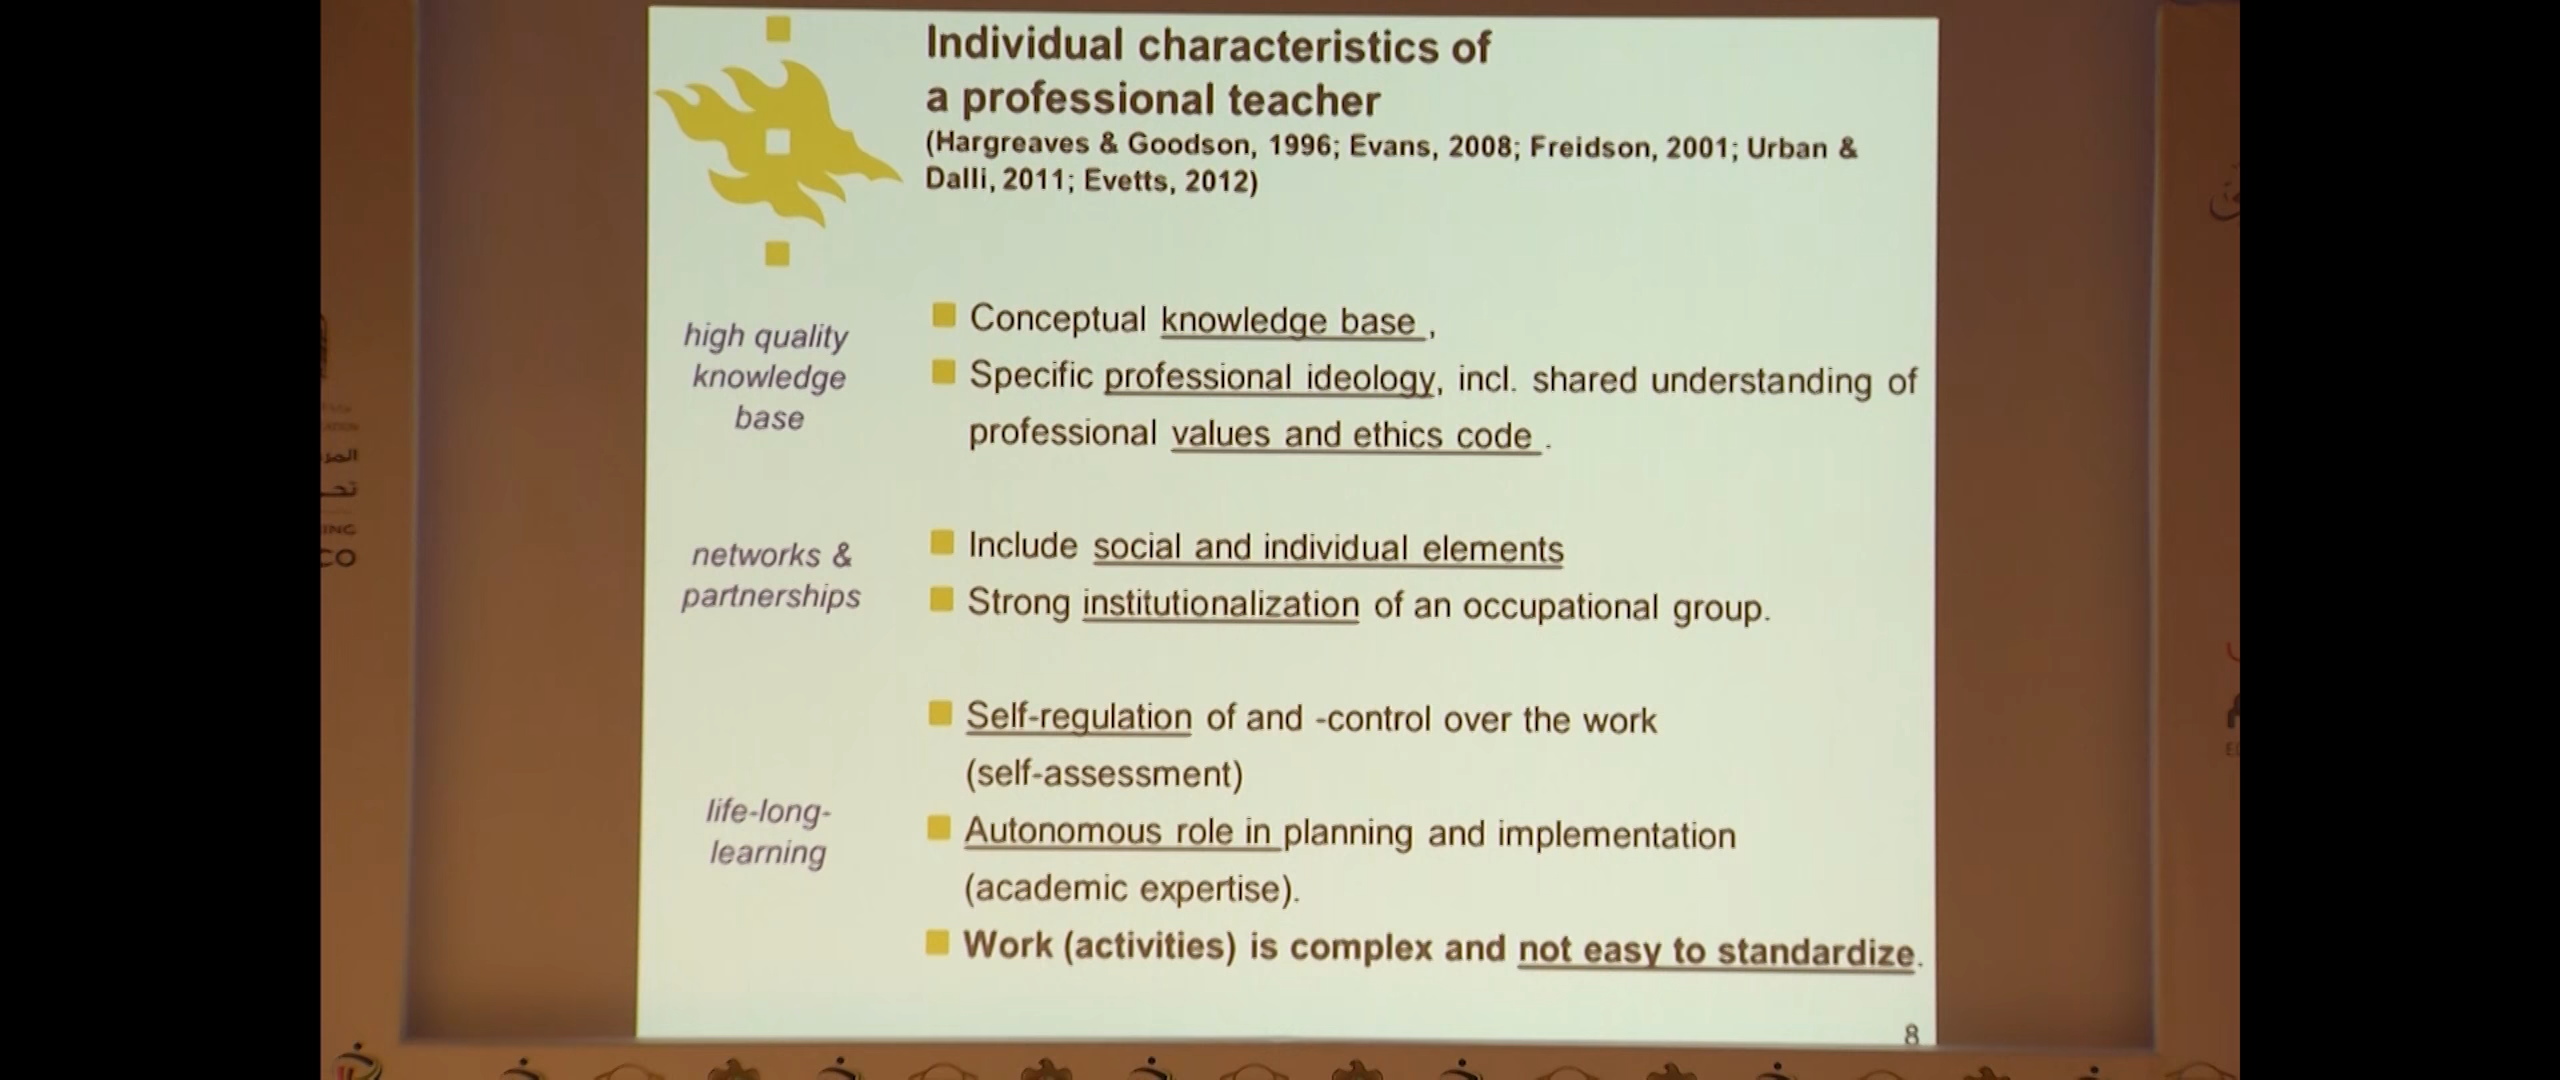 Individual characteristics of
a professional teacher
(Hargreaves & Goodson, 1996; Evans, 2008; Freidson, 2001; Urban &
Dalli, 2011; Evetts, 2012)
high quality
knowledge
base
Conceptual knowledge base ,
Specific professional ideology, incl. shared understanding of
professional values and ethics code .
networks &
partnerships
Include social and individual elements
Strong institutionalization of an occupational group.
life-long-
learning
Self-regulation of and -control over the work
(self-assessment)
Autonomous role in planning and implementation
(academic expertise).
Work (activities) is complex and not easy to standardize.
8